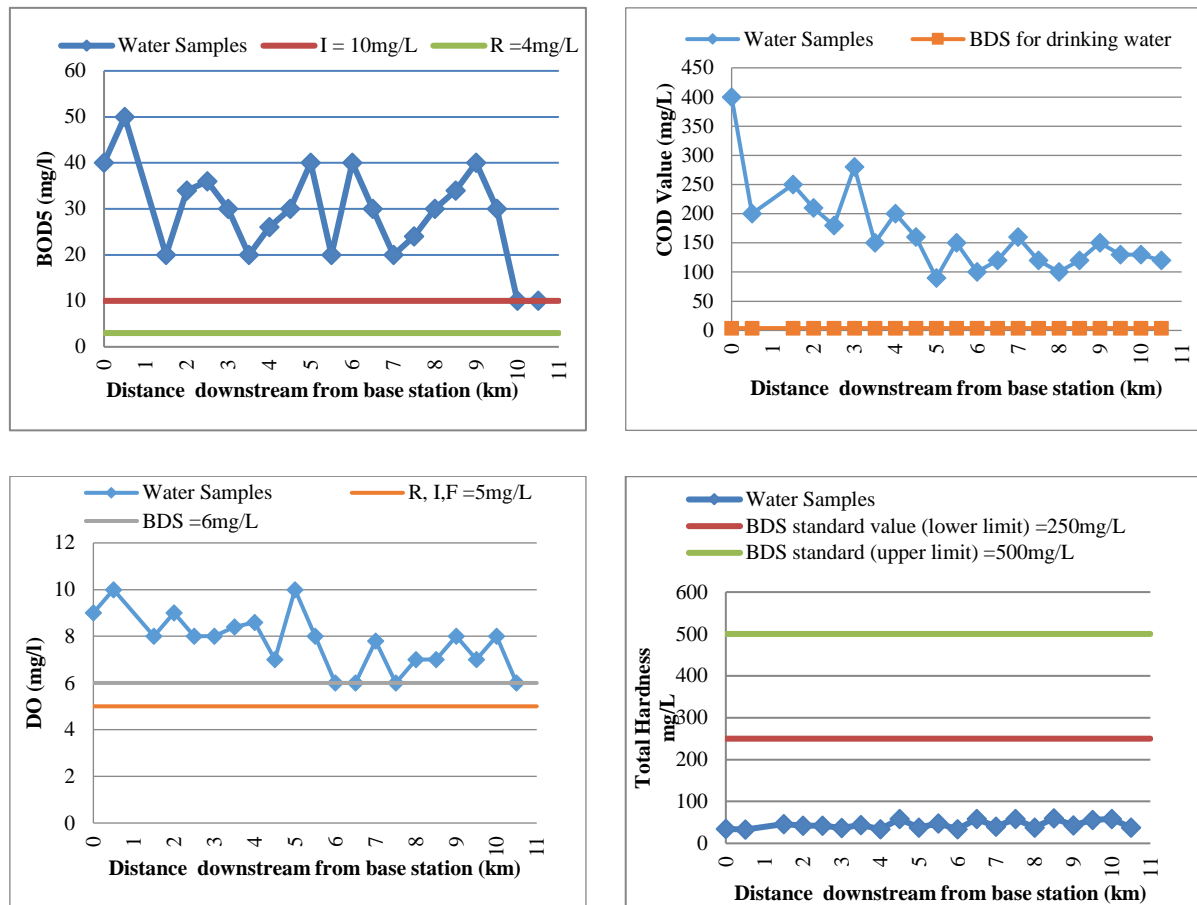 Water Samples I = 10mg/L R =4mg/L
60
50
40
30
20
10
0
BOD5 (mg/l)
0 1 2 3 4 5 6 7 8 9 10 11
Distance downstream from base station (km)
Water Samples BDS for drinking water
450
400
350
300
250
200
150
100
50
0
COD Value (mg/L)
0 1 2 3 4 5 6 7 8 9 10 11
Distance downstream from base station (km)
Water Samples R, I,F =5mg/L
BDS =6mg/L
12
10
8
6
4
2
0
DO (mg/l)
0 1 2 3 4 5 6 7 8 9 10 11
Distance downstream from base station (km)
Water Samples
BDS standard value (lower limit) =250mg/L
BDS standard (upper limit) =500mg/L
600
500
400
300
200
100
0
Total Hardness
mg/L
0 1 2 3 4 5 6 7 8 9 10 11
Distance downstream from base station (km)